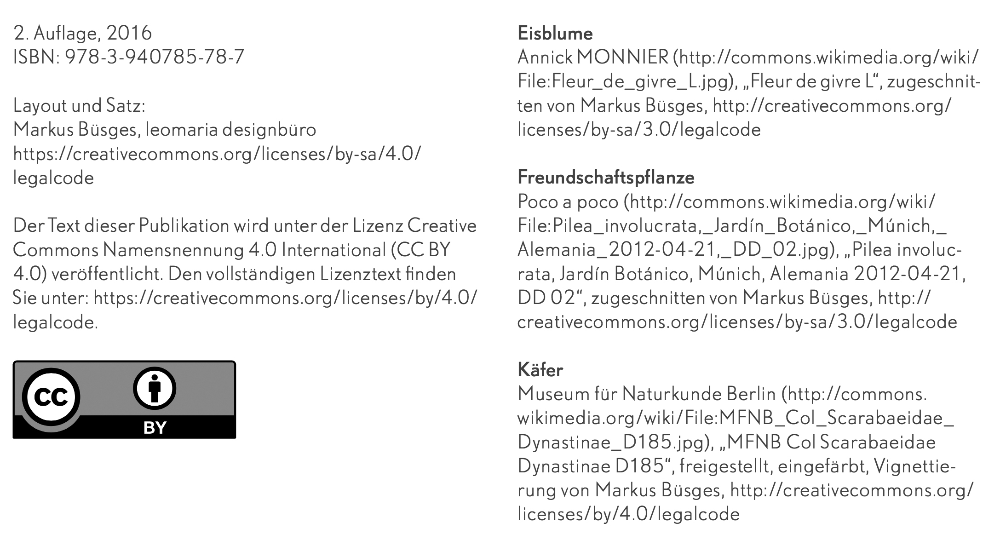 2. Auflage, 2016
ISBN: 978-3-940785-78-7
Layout und Satz:
Markus Büsges, leomaria designbüro
https://creativecommons.org/licenses/by-sa/4.0/
legalcode
Der Text dieser Publikation wird unter der Lizenz Creative
Commons Namensnennung 4.0 International (CC BY
4.0) veröffentlicht. Den vollständigen Lizenztext finden
Sie unter: https://creativecommons.org/licenses/by/4.0/
legalcode.
CC
BY
Eisblume
Annick MONNIER (http://commons.wikimedia.org/wiki/
File:Fleur_de_givre_L.jpg), „Fleur de givre L“, zugeschnit-
ten von Markus Büsges, http://creativecommons.org/
licenses/by-sa/3.0/legalcode
Freundschaftspflanze
Poco a poco (http://commons.wikimedia.org/wiki/
File:Pilea_involucrata,_Jardín_Botánico,_Múnich,_
Alemania_2012-04-21,_DD_02.jpg), „Pilea involuc-
rata, Jardín Botánico, Múnich, Alemania 2012-04-21,
DD 02“, zugeschnitten von Markus Büsges, http://
creativecommons.org/licenses/by-sa/3.0/legalcode
Käfer
Museum für Naturkunde Berlin (http://commons.
wikimedia.org/wiki/File:MFNB_Col_Scarabaeidae_
Dynastinae_D185.jpg), „MFNB Col Scarabaeidae
Dynastinae D185“, freigestellt, eingefärbt, Vignettie-
rung von Markus Büsges, http://creativecommons.org/
licenses/by/4.0/legalcode